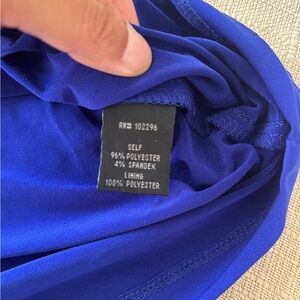 RN# 102296
SELF
96% POLYESTER
4% SPANDEX
LINING
100% POLYESTER